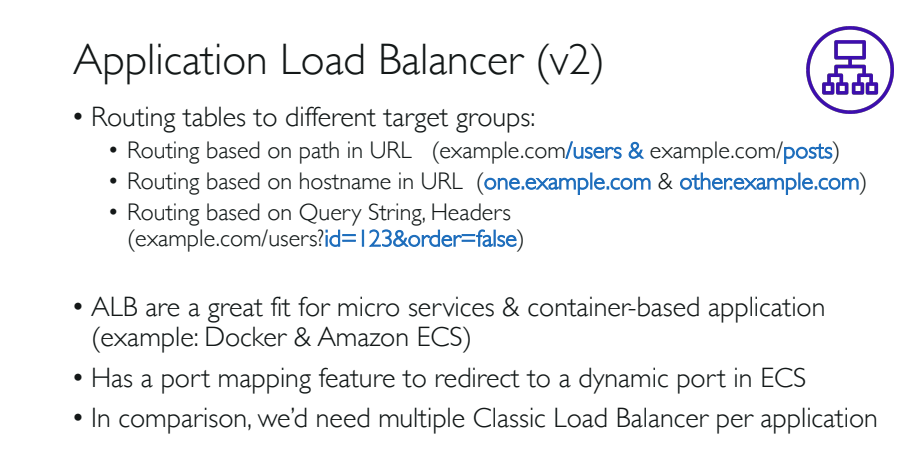 Application Load Balancer (v2)
• Routing tables to different target groups:
• Routing based on path in URL (example.com/users & example.com/posts)
• Routing based on hostname in URL (one.example.com & other.example.com)
• Routing based on Query String, Headers
(example.com/users?id=123&order=false)
• ALB are a great fit for micro services & container-based application
(example: Docker & Amazon ECS)
• Has a port mapping feature to redirect to a dynamic port in ECS
• In comparison, we’d need multiple Classic Load Balancer per application